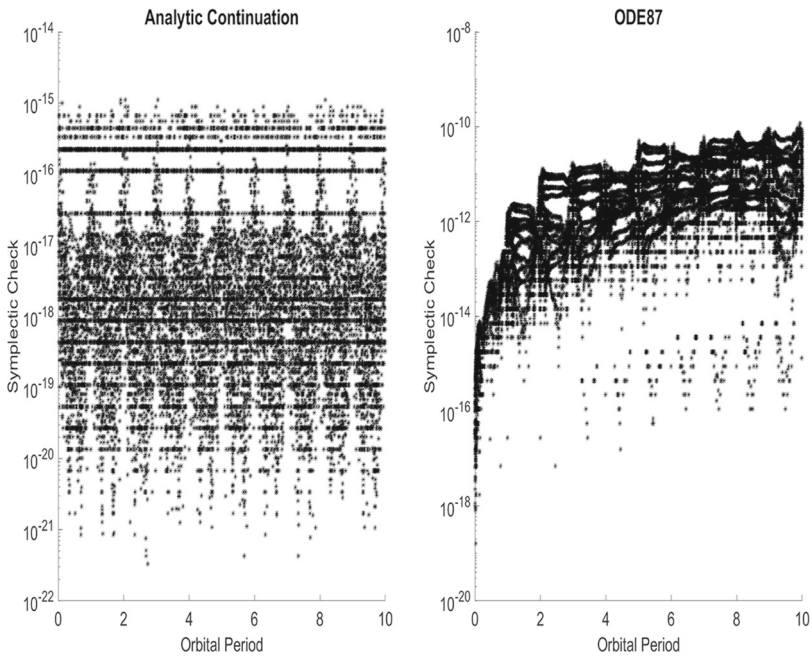 Analytic Continuation
Symplectic Check
10^-14
10^-15
10^-16
10^-17
10^-18
10^-19
10^-20
10^-21
10^-22
0 2 4 6 8 10
Orbital Period
ODE87
Symplectic Check
10^-8
10^-10
10^-12
10^-14
10^-16
10^-18
10^-20
0 2 4 6 8 10
Orbital Period